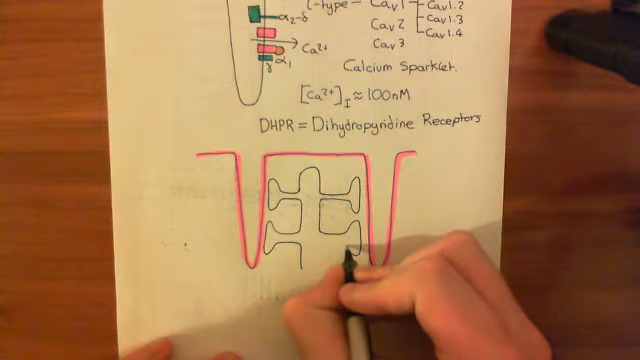 L-type — Cav1 Cav1.2
Cav1.3
Cav1.4
Cav2
Cav3
α2-δ
Ca2+
α1
γ
Calcium Sparklet.
[Ca2+]I ≈ 100nM
DHPR = Dihydropyridine Receptors